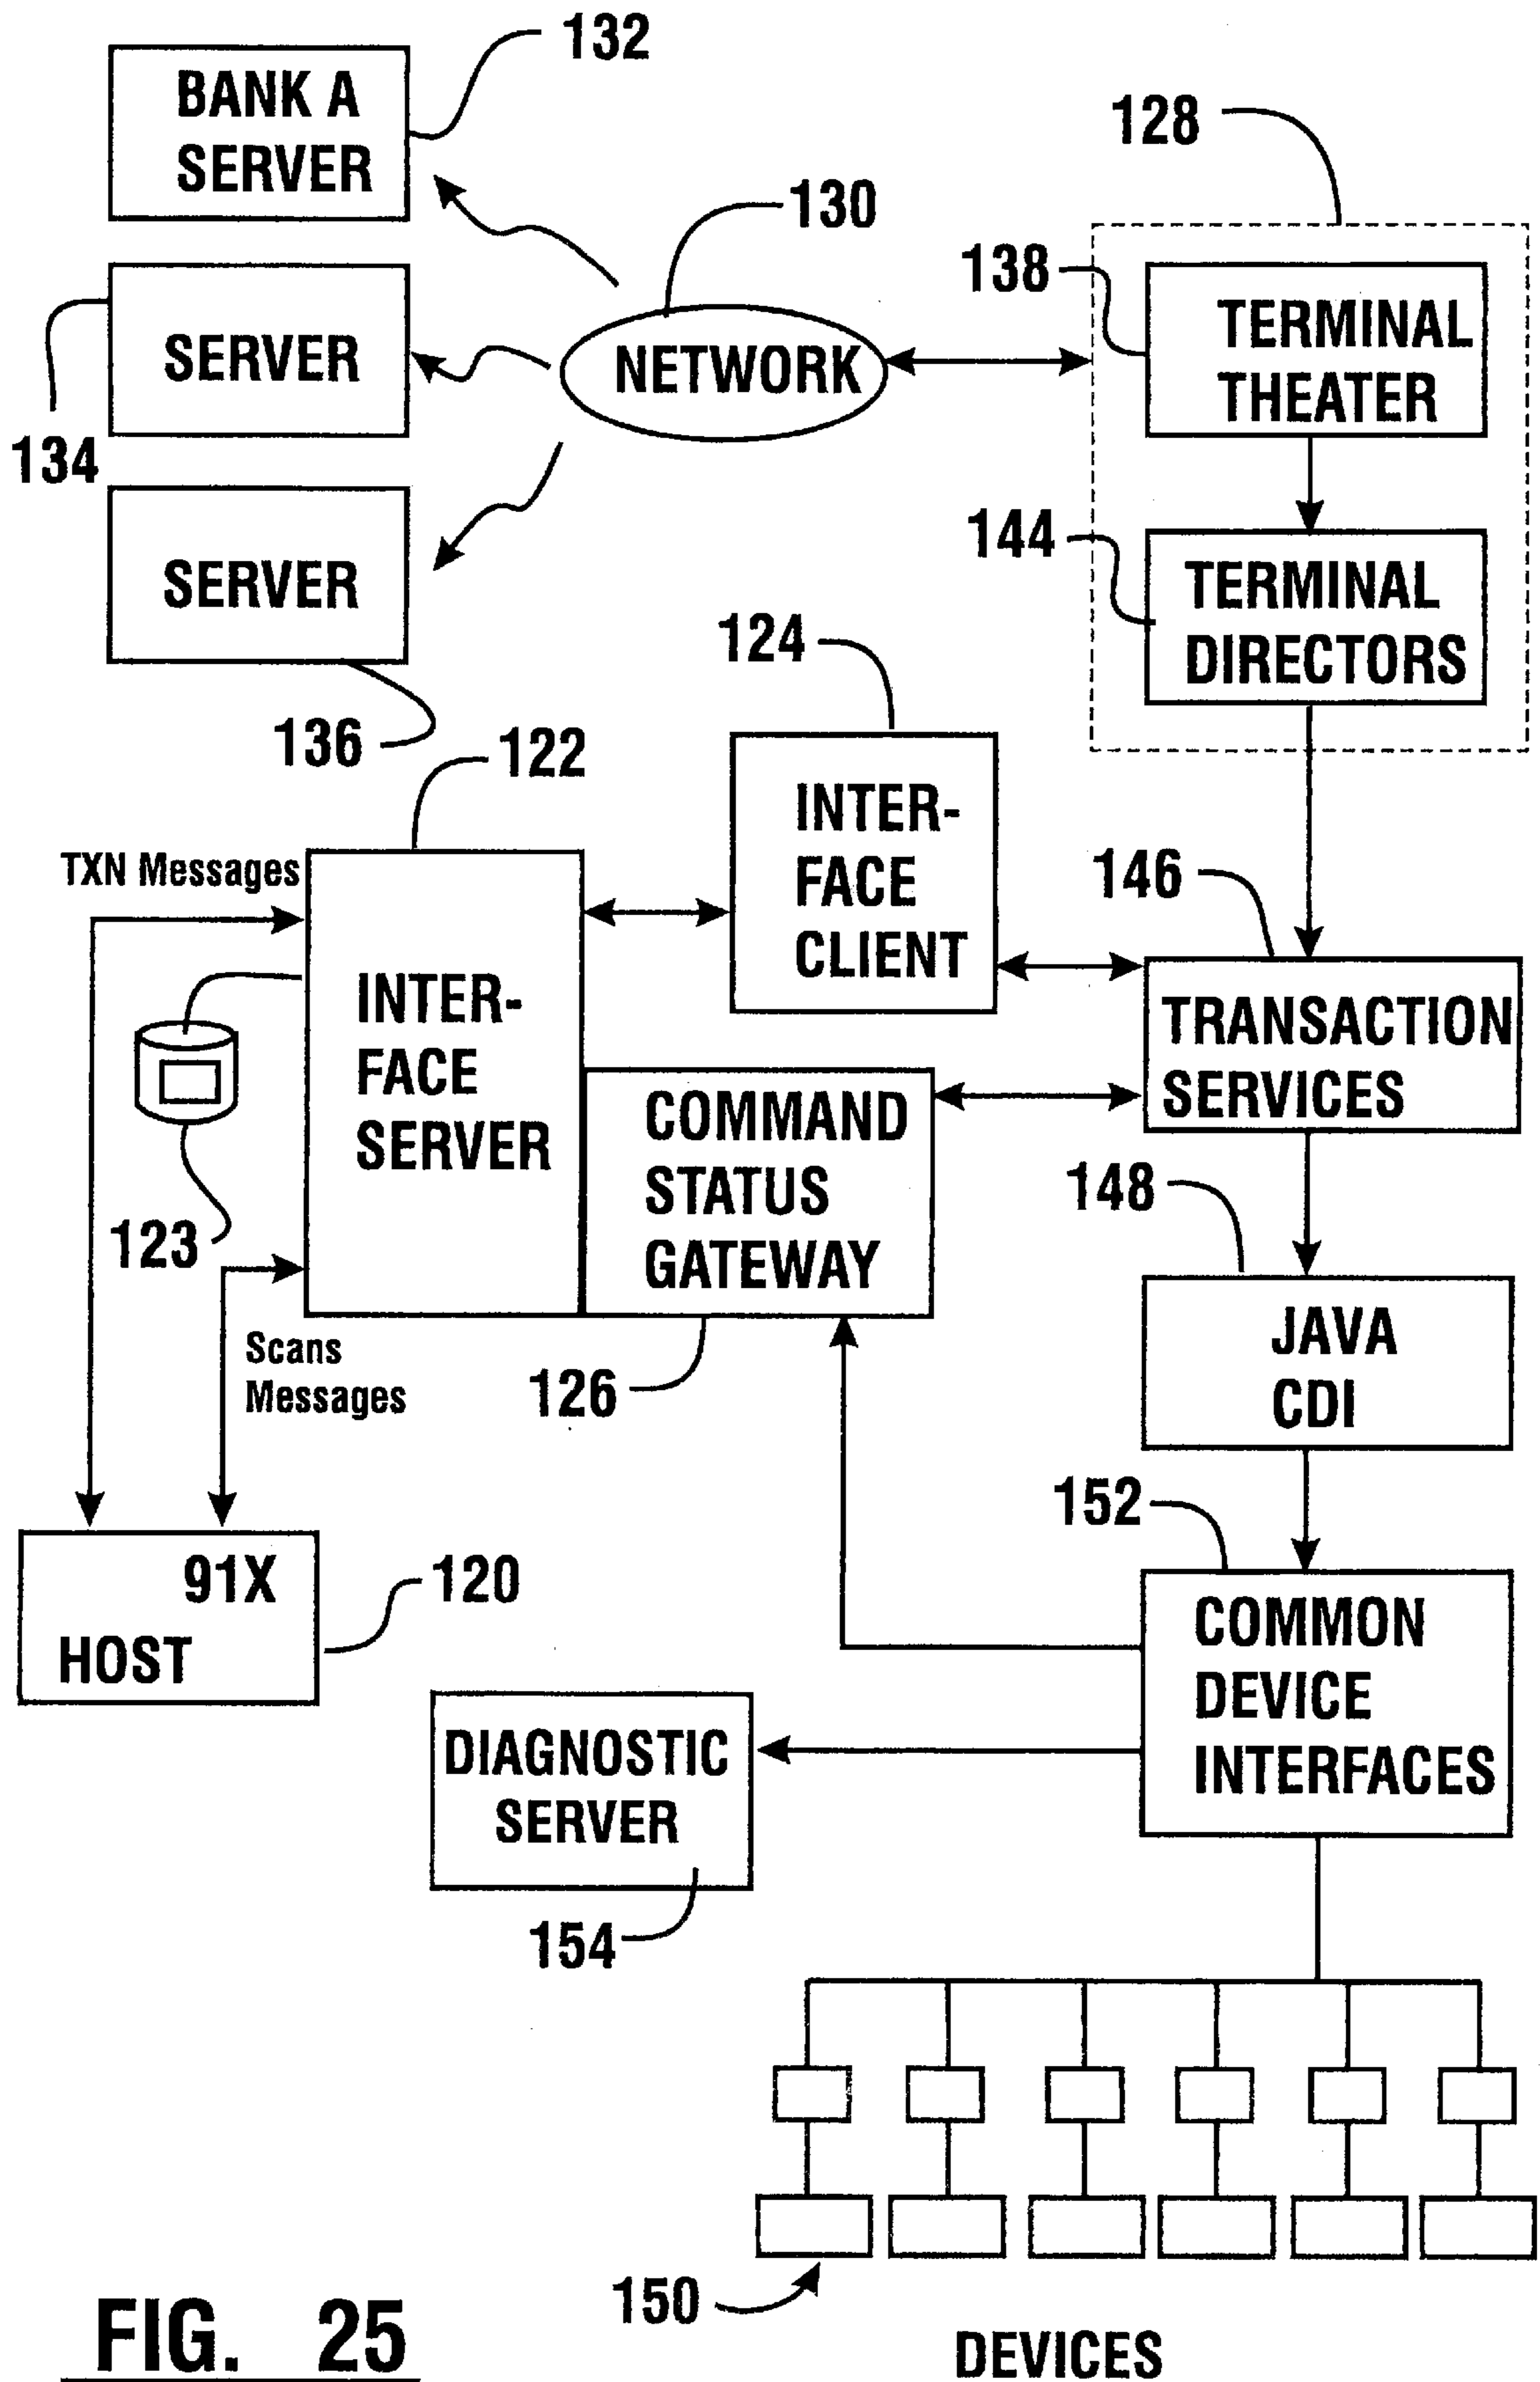 132
BANK A
SERVER
128
130
138
TERMINAL
THEATER
SERVER
NETWORK
134
144
TERMINAL
DIRECTORS
SERVER
124
136
122
INTER-
FACE
CLIENT
TXN Messages
146
INTER-
FACE
SERVER
TRANSACTION
SERVICES
COMMAND
STATUS
GATEWAY
123
148
JAVA
CDI
Scans
Messages
126
152
91X
HOST
120
COMMON
DEVICE
INTERFACES
DIAGNOSTIC
SERVER
154
150
DEVICES
FIG. 25